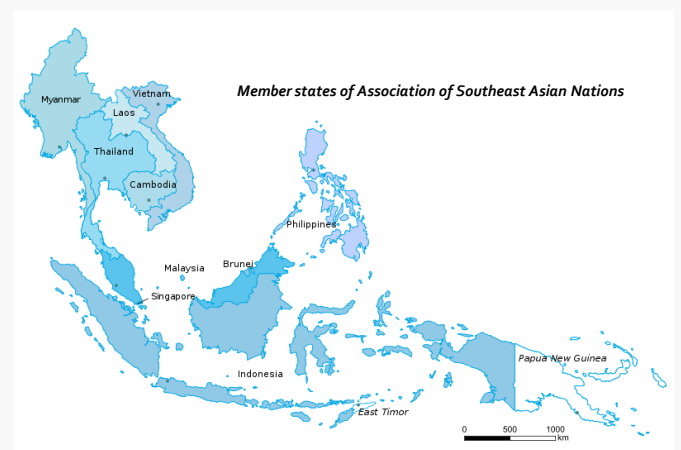 Member states of Association of Southeast Asian Nations
Vietnam
Myanmar
Laos
Thailand
Cambodia
Philippines
Brunei
Malaysia
Singapore
Papua New Guinea
Indonesia
East Timor
0 500 1000
km